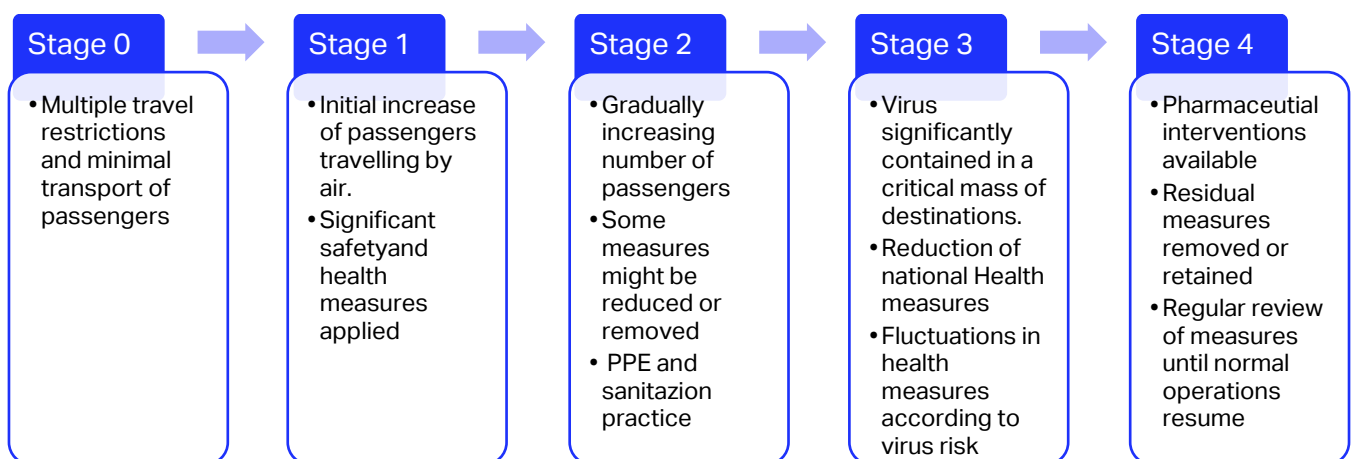 Stage 0
• Multiple travel
restrictions
and minimal
transport of
passengers
Stage 1
• Initial increase
of passengers
travelling by
air.
• Significant
safetyand
health
measures
applied
Stage 2
• Gradually
increasing
number of
passengers
• Some
measures
might be
reduced or
removed
• PPE and
sanitazion
practice
Stage 3
• Virus
significantly
contained in a
critical mass of
destinations.
• Reduction of
national Health
measures
• Fluctuations in
health
measures
according to
virus risk
Stage 4
• Pharmaceutial
interventions
available
• Residual
measures
removed or
retained
• Regular review
of measures
until normal
operations
resume